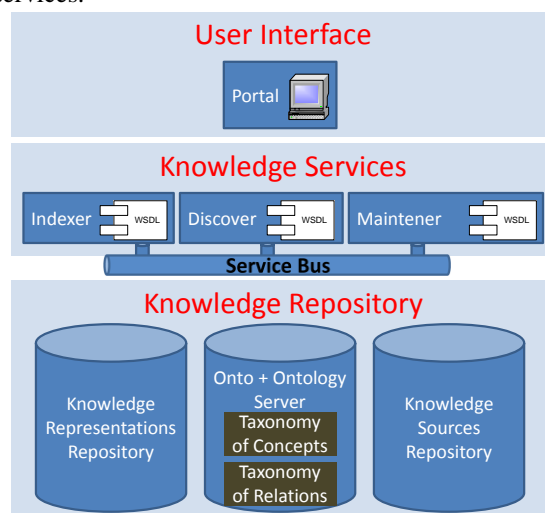 services.
User Interface
Portal
Knowledge Services
Indexer
WSDL
Discover
WSDL
Maintener
WSDL
Service Bus
Knowledge Repository
Knowledge
Representations
Repository
Onto + Ontology
Server
Taxonomy
of Concepts
Taxonomy
of Relations
Knowledge
Sources
Repository